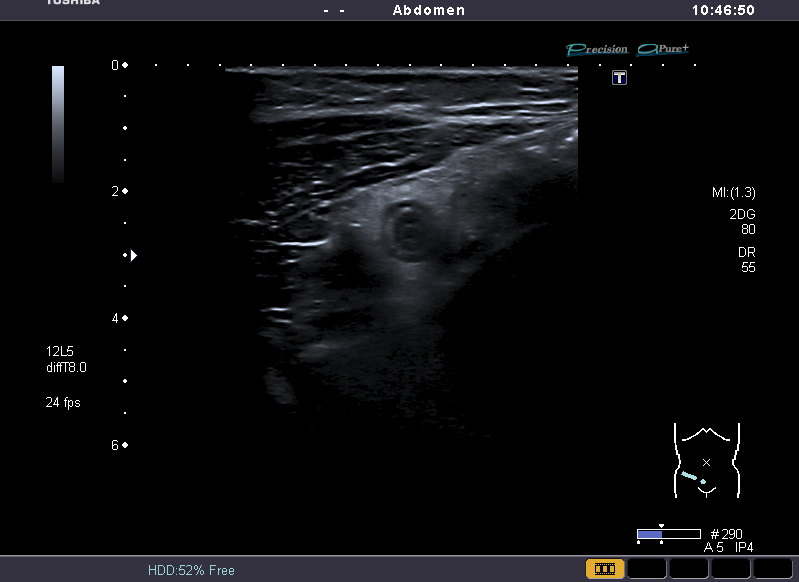 TOSHIBA
- - Abdomen 10:46:50
Precision APure+
T
0
2
4
6
MI:(1.3)
2DG
80
DR
55
12L5
diffT8.0
24 fps
#290
A 5 IP4
HDD:52% Free